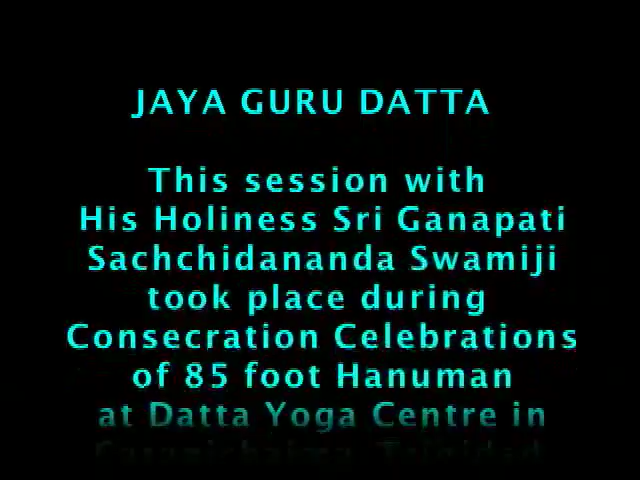 JAYA GURU DATTA
This session with
His Holiness Sri Ganapati
Sachchidananda Swamiji
took place during
Consecration Celebrations
of 85 foot Hanuman
at Datta Yoga Centre in
Trinidad